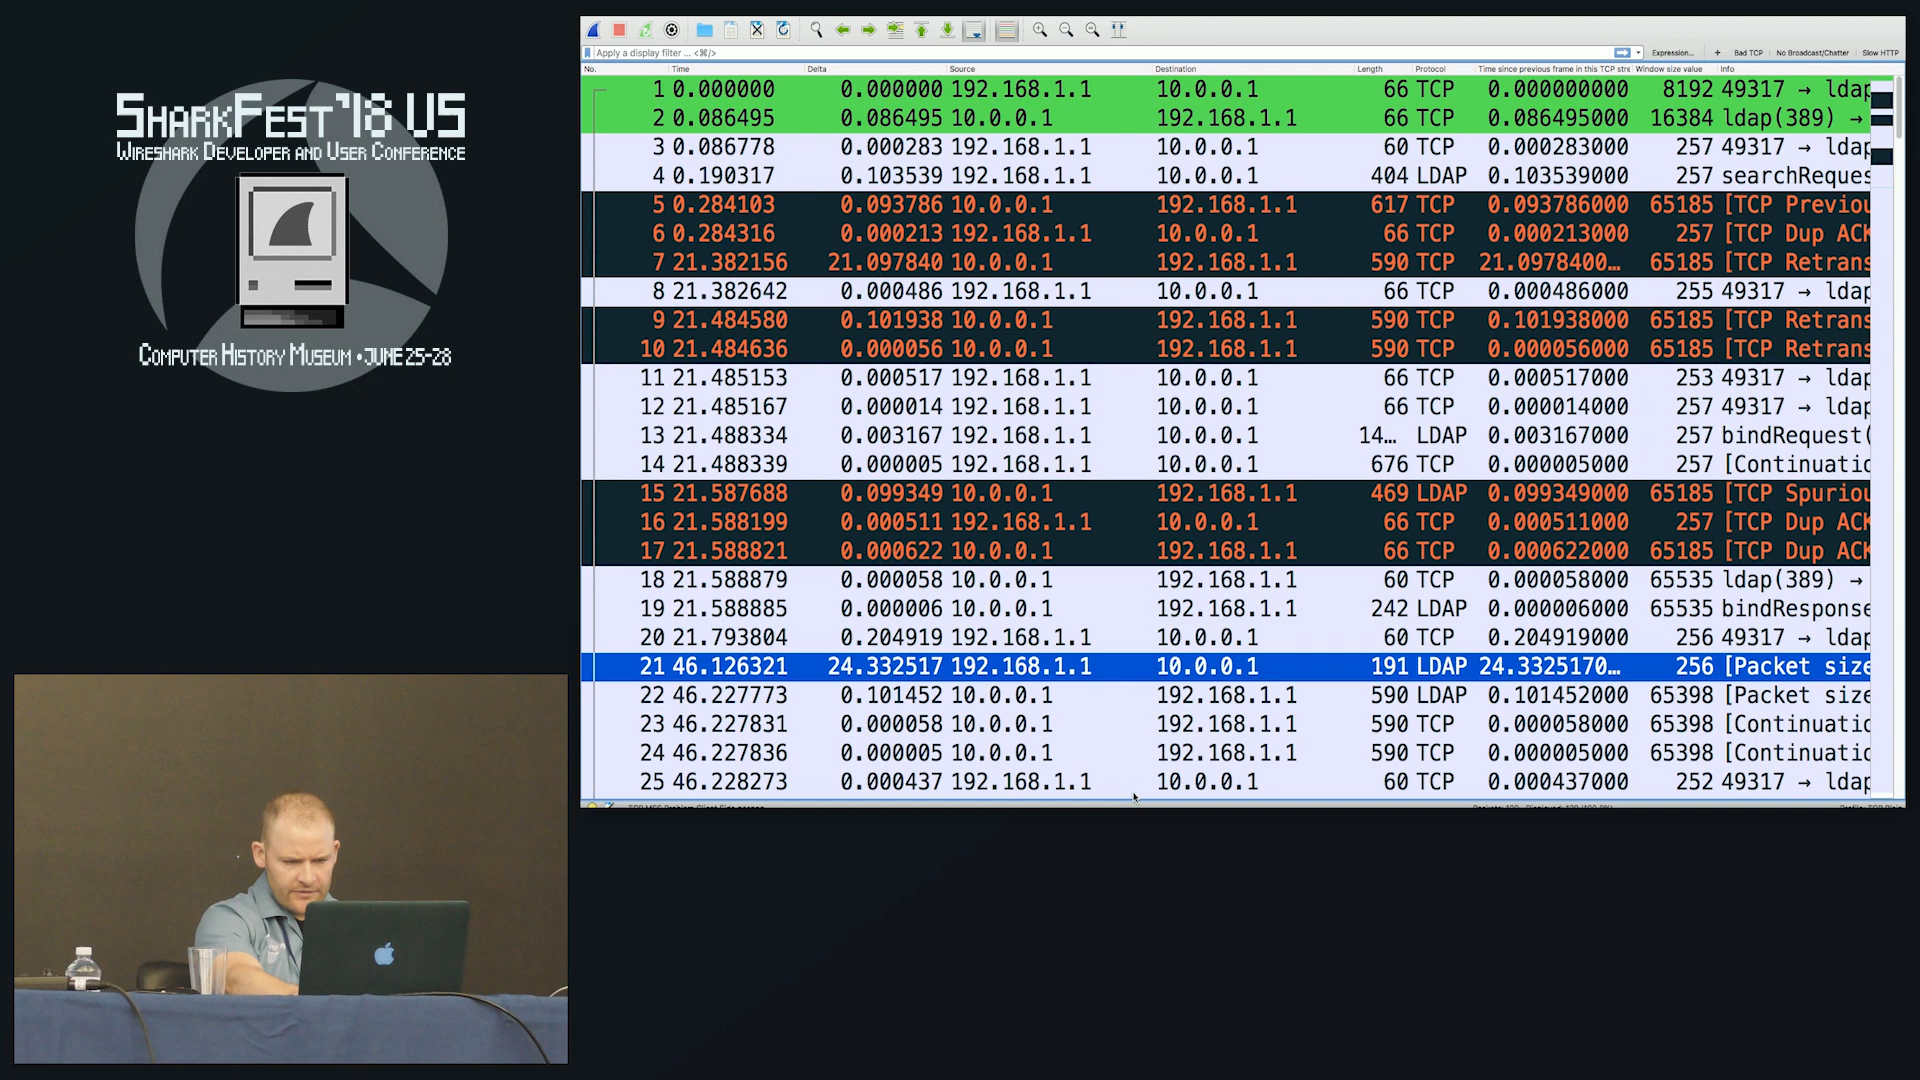 SharkFest '18 US
Wireshark Developer and User Conference
Computer History Museum • June 25-28
Apply a display filter ... <⌘/>
Expression... + Bad TCP No Broadcast/Chatter Slow HTTP
No. Time Delta Source Destination Length Protocol Time since previous frame in this TCP stre Window size value Info
1 0.000000 0.000000 192.168.1.1 10.0.0.1 66 TCP 0.000000000 8192 49317 → ldap
2 0.086495 0.086495 10.0.0.1 192.168.1.1 66 TCP 0.086495000 16384 ldap(389) →
3 0.086778 0.000283 192.168.1.1 10.0.0.1 60 TCP 0.000283000 257 49317 → ldap
4 0.190317 0.103539 192.168.1.1 10.0.0.1 404 LDAP 0.103539000 257 searchReques
5 0.284103 0.093786 10.0.0.1 192.168.1.1 617 TCP 0.093786000 65185 [TCP Previou
6 0.284316 0.000213 192.168.1.1 10.0.0.1 66 TCP 0.000213000 257 [TCP Dup ACK
7 21.382156 21.097840 10.0.0.1 192.168.1.1 590 TCP 21.0978400… 65185 [TCP Retrans
8 21.382642 0.000486 192.168.1.1 10.0.0.1 66 TCP 0.000486000 255 49317 → ldap
9 21.484580 0.101938 10.0.0.1 192.168.1.1 590 TCP 0.101938000 65185 [TCP Retrans
10 21.484636 0.000056 10.0.0.1 192.168.1.1 590 TCP 0.000056000 65185 [TCP Retrans
11 21.485153 0.000517 192.168.1.1 10.0.0.1 66 TCP 0.000517000 253 49317 → ldap
12 21.485167 0.000014 192.168.1.1 10.0.0.1 66 TCP 0.000014000 257 49317 → ldap
13 21.488334 0.003167 192.168.1.1 10.0.0.1 14… LDAP 0.003167000 257 bindRequest(
14 21.488339 0.000005 192.168.1.1 10.0.0.1 676 TCP 0.000005000 257 [Continuatio
15 21.587688 0.099349 10.0.0.1 192.168.1.1 469 LDAP 0.099349000 65185 [TCP Spuriou
16 21.588199 0.000511 192.168.1.1 10.0.0.1 66 TCP 0.000511000 257 [TCP Dup ACK
17 21.588821 0.000622 10.0.0.1 192.168.1.1 66 TCP 0.000622000 65185 [TCP Dup ACK
18 21.588879 0.000058 10.0.0.1 192.168.1.1 60 TCP 0.000058000 65535 ldap(389) →
19 21.588885 0.000006 10.0.0.1 192.168.1.1 242 LDAP 0.000006000 65535 bindResponse
20 21.793804 0.204919 192.168.1.1 10.0.0.1 60 TCP 0.204919000 256 49317 → ldap
21 46.126321 24.332517 192.168.1.1 10.0.0.1 191 LDAP 24.3325170… 256 [Packet size
22 46.227773 0.101452 10.0.0.1 192.168.1.1 590 LDAP 0.101452000 65398 [Packet size
23 46.227831 0.000058 10.0.0.1 192.168.1.1 590 TCP 0.000058000 65398 [Continuatio
24 46.227836 0.000005 10.0.0.1 192.168.1.1 590 TCP 0.000005000 65398 [Continuatio
25 46.228273 0.000437 192.168.1.1 10.0.0.1 60 TCP 0.000437000 252 49317 → ldap